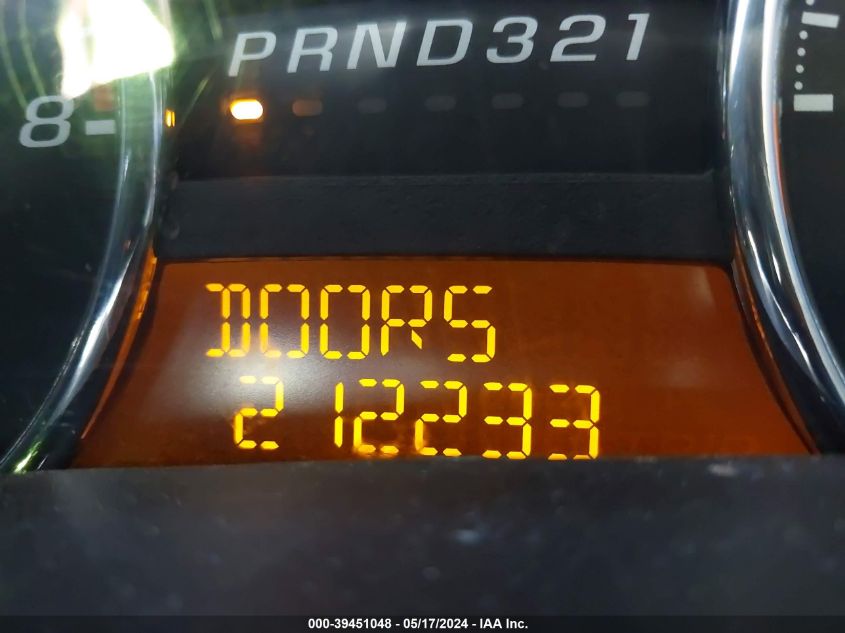 PRND321
8
DOORS
212233
000-39451048 - 05/17/2024 - IAA Inc.